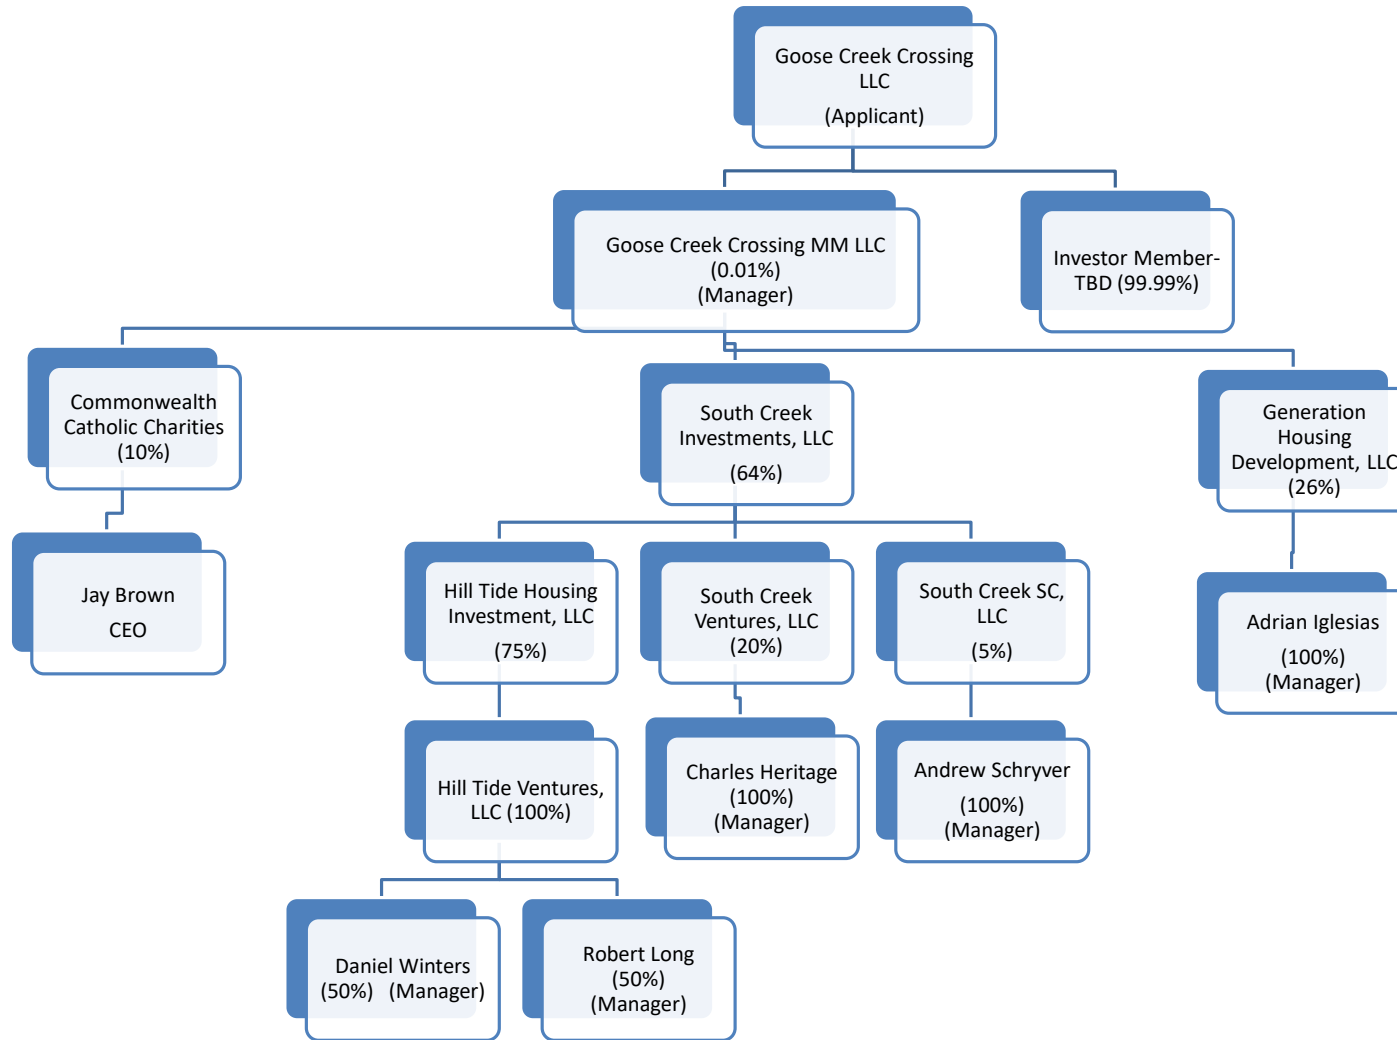 Goose Creek Crossing
LLC
(Applicant)
Goose Creek Crossing MM LLC
(0.01%)
(Manager)
Investor Member-
TBD (99.99%)
Commonwealth
Catholic Charities
(10%)
South Creek
Investments, LLC
(64%)
Generation
Housing
Development, LLC
(26%)
Jay Brown
CEO
Hill Tide Housing
Investment, LLC
(75%)
South Creek
Ventures, LLC
(20%)
South Creek SC,
LLC
(5%)
Adrian Iglesias
(100%)
(Manager)
Hill Tide Ventures,
LLC (100%)
Charles Heritage
(100%)
(Manager)
Andrew Schryver
(100%)
(Manager)
Daniel Winters
(50%) (Manager)
Robert Long
(50%)
(Manager)